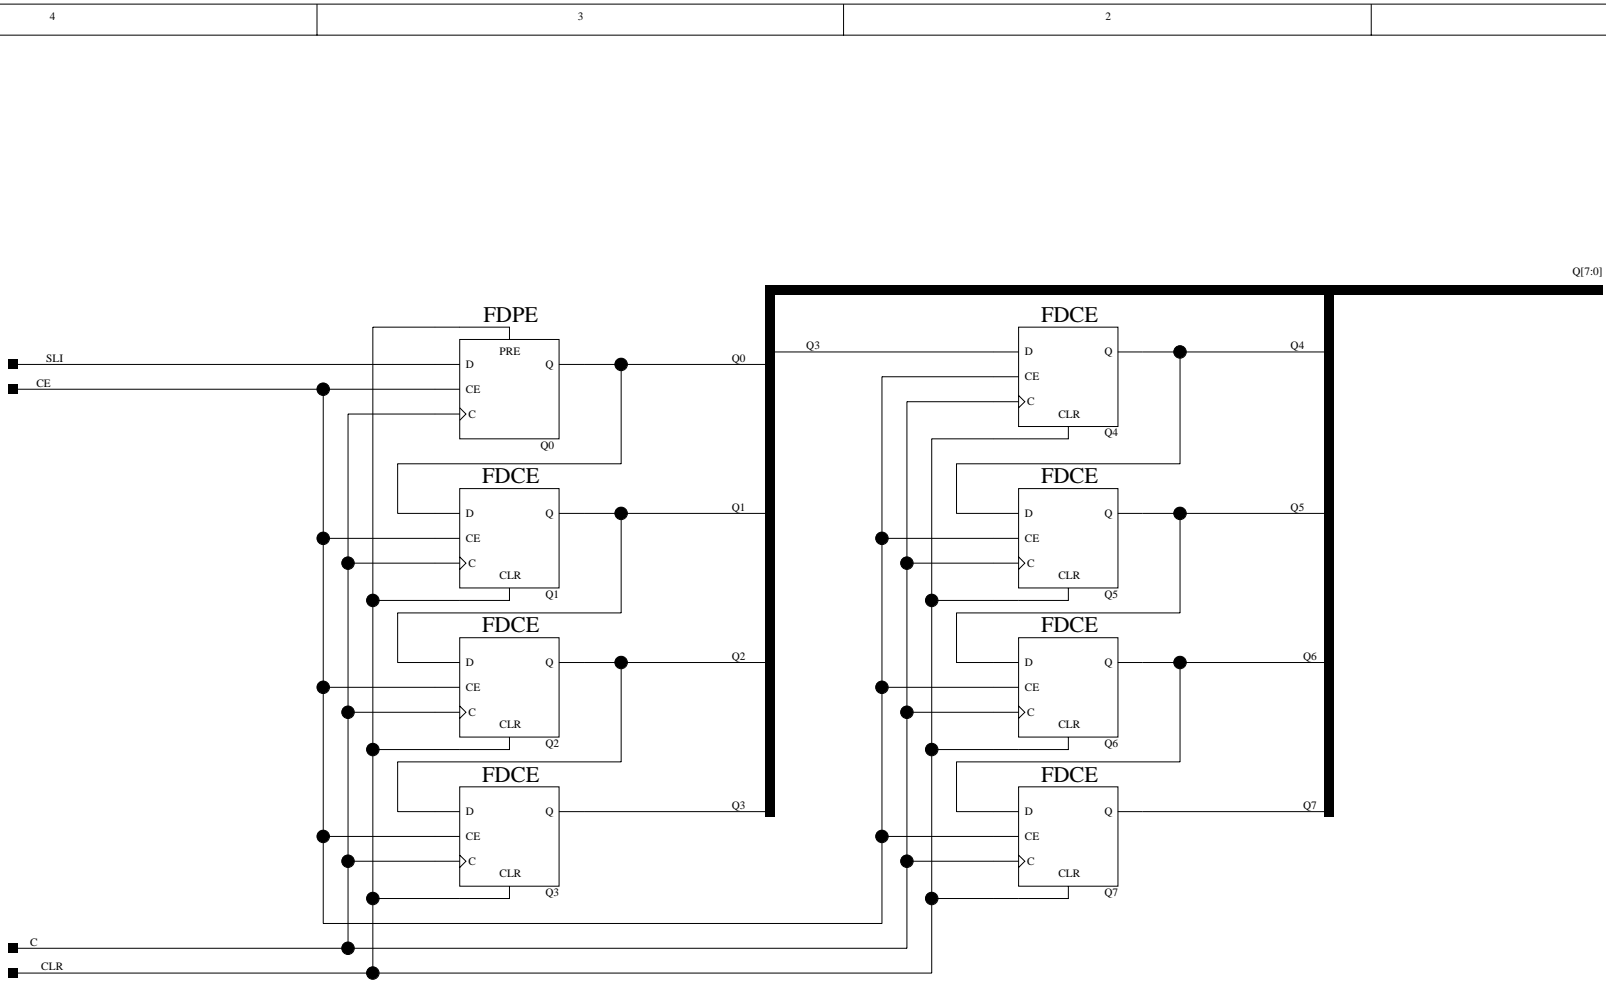 4 3 2
Q[7:0]
FDPE FDCE
SLI PRE Q0 Q3 D Q Q4
D Q
CE CE CE
C C
CLR
Q0 Q4
FDCE FDCE
D Q Q1 D Q Q5
CE CE
C C
CLR CLR
Q1 Q5
FDCE FDCE
D Q Q2 D Q Q6
CE CE
C C
CLR CLR
Q2 Q6
FDCE FDCE
D Q Q3 D Q Q7
CE CE
C C
CLR CLR
Q3 Q7
C
CLR